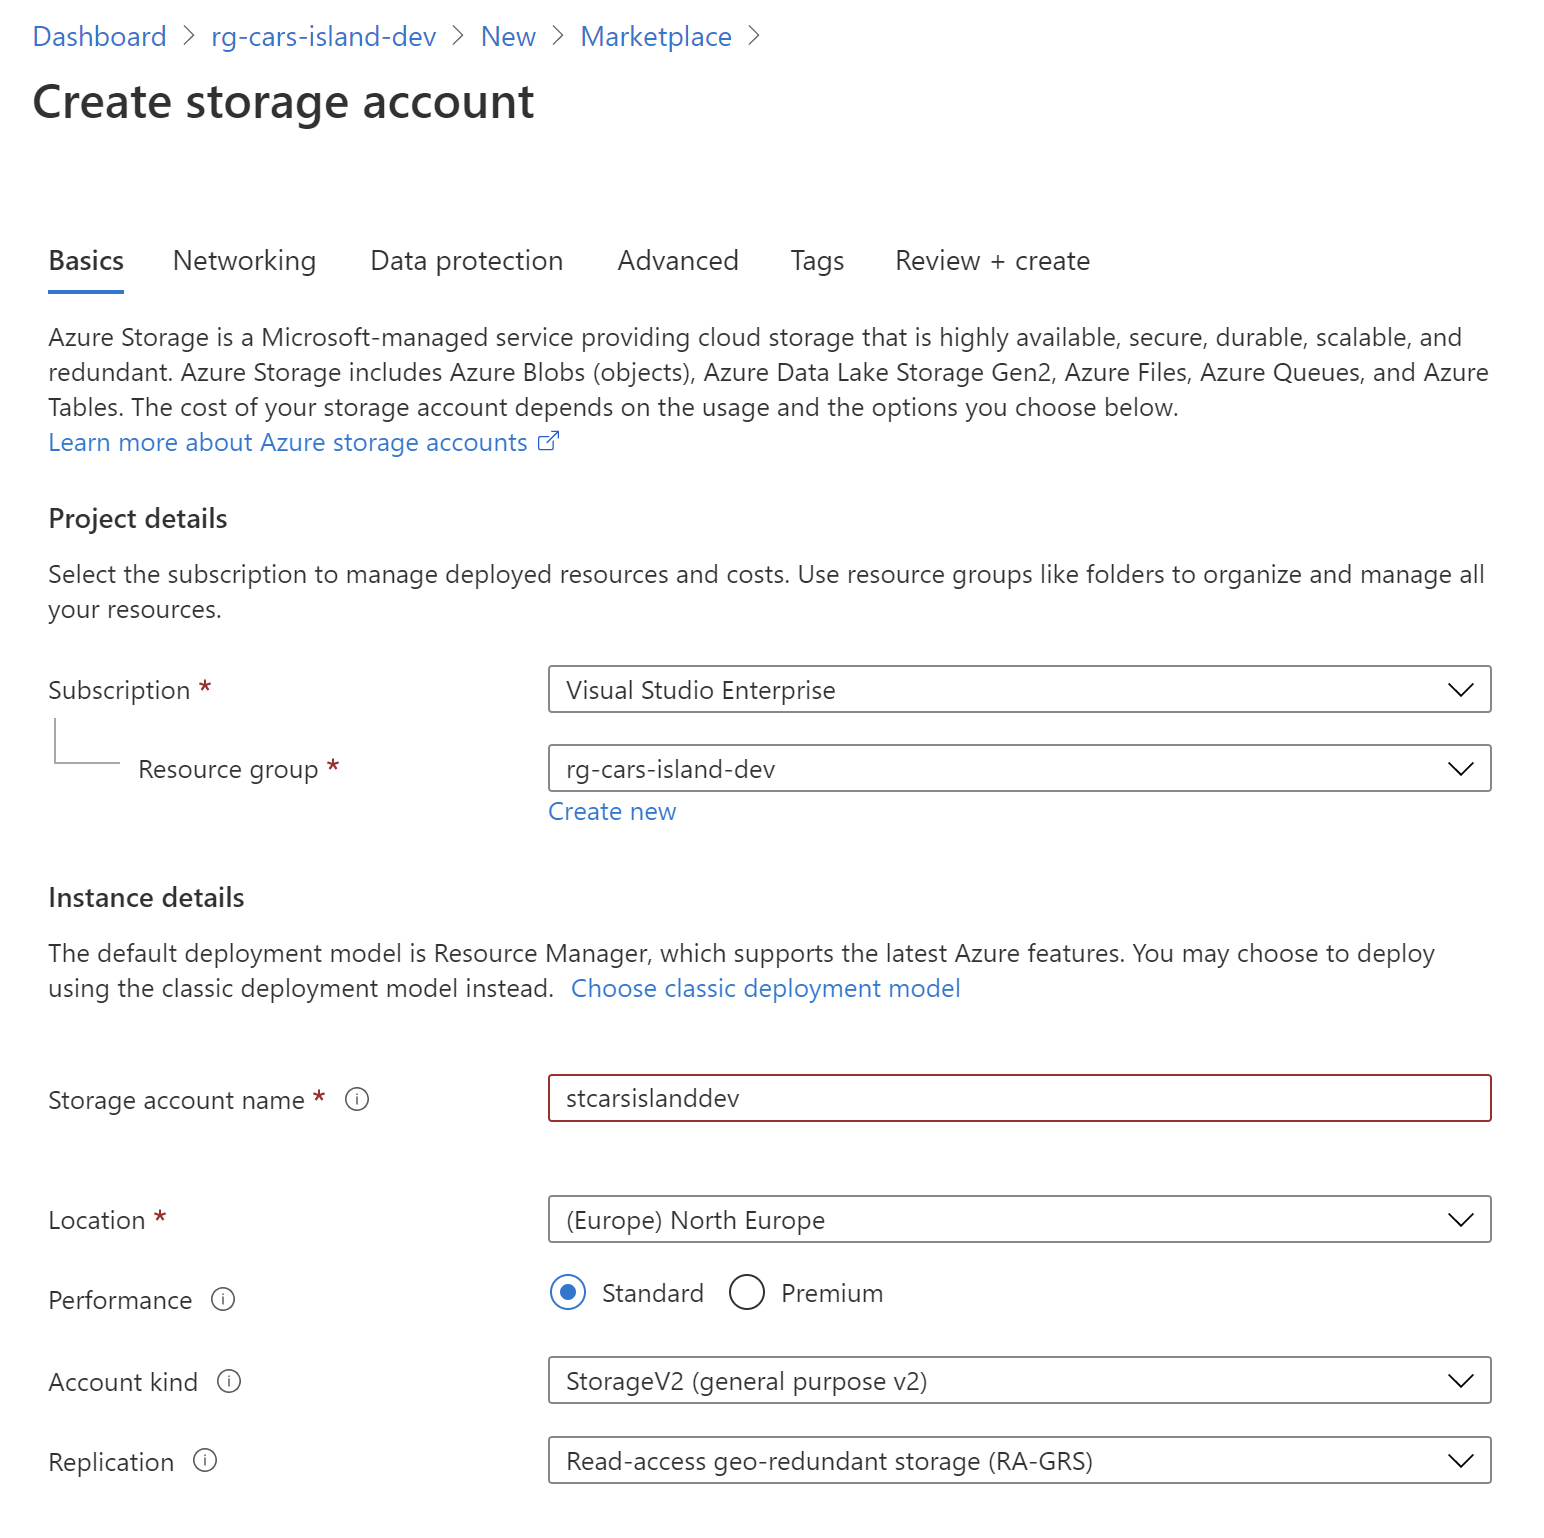 Dashboard > rg-cars-island-dev > New > Marketplace >
Create storage account
Basics Networking Data protection Advanced Tags Review + create
Azure Storage is a Microsoft-managed service providing cloud storage that is highly available, secure, durable, scalable, and
redundant. Azure Storage includes Azure Blobs (objects), Azure Data Lake Storage Gen2, Azure Files, Azure Queues, and Azure
Tables. The cost of your storage account depends on the usage and the options you choose below.
Learn more about Azure storage accounts
Project details
Select the subscription to manage deployed resources and costs. Use resource groups like folders to organize and manage all
your resources.
Subscription * Visual Studio Enterprise
Resource group * rg-cars-island-dev
Create new
Instance details
The default deployment model is Resource Manager, which supports the latest Azure features. You may choose to deploy
using the classic deployment model instead. Choose classic deployment model
Storage account name * stcarsislanddev
Location * (Europe) North Europe
Performance Standard Premium
Account kind StorageV2 (general purpose v2)
Replication Read-access geo-redundant storage (RA-GRS)